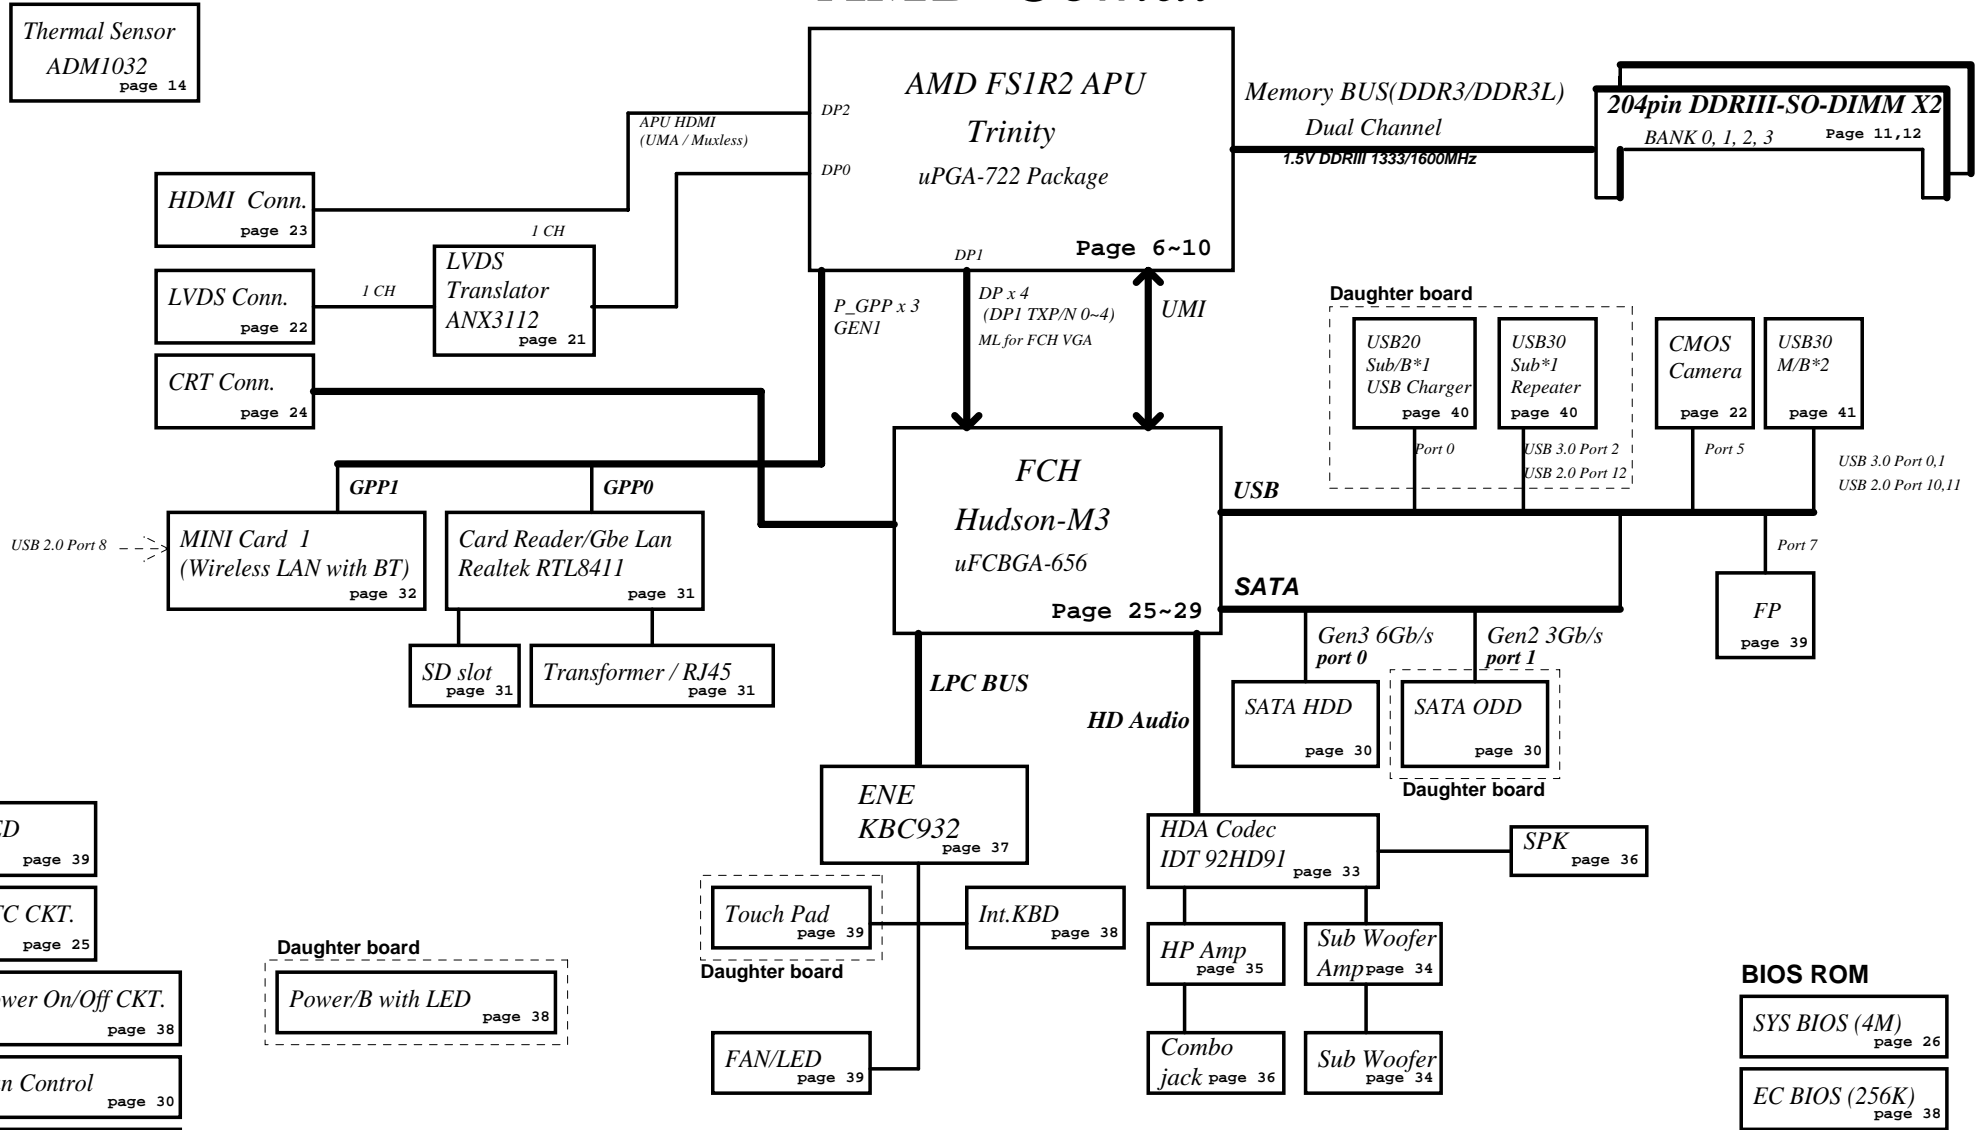 Thermal Sensor
ADM1032
page 14
AMD FS1R2 APU
Trinity
uPGA-722 Package
Page 6~10
DP2
DP0
DP1
APU HDMI
(UMA / Muxless)
Memory BUS(DDR3/DDR3L)
Dual Channel
1.5V DDRIII 1333/1600MHz
204pin DDRIII-SO-DIMM X2
BANK 0, 1, 2, 3
Page 11,12
HDMI Conn.
page 23
1 CH
LVDS Conn.
page 22
1 CH
LVDS
Translator
ANX3112
page 21
CRT Conn.
page 24
P_GPP x 3
GEN1
DP x 4
(DP1 TXP/N 0~4)
ML for FCH VGA
UMI
Daughter board
USB20
Sub/B*1
USB Charger
page 40
USB30
Sub*1
Repeater
page 40
CMOS
Camera
page 22
USB30
M/B*2
page 41
Port 0
USB 3.0 Port 2
USB 2.0 Port 12
Port 5
USB 3.0 Port 0,1
USB 2.0 Port 10,11
FCH
Hudson-M3
uFCBGA-656
Page 25~29
USB
SATA
GPP1
GPP0
USB 2.0 Port 8
MINI Card 1
(Wireless LAN with BT)
page 32
Card Reader/Gbe Lan
Realtek RTL8411
page 31
SD slot
page 31
Transformer / RJ45
page 31
Port 7
FP
page 39
Gen3 6Gb/s
port 0
Gen2 3Gb/s
port 1
SATA HDD
page 30
SATA ODD
page 30
Daughter board
LPC BUS
HD Audio
ENE
KBC932
page 37
HDA Codec
IDT 92HD91
page 33
SPK
page 36
page 39
TC CKT.
page 25
wer On/Off CKT.
page 38
n Control
page 30
Daughter board
Power/B with LED
page 38
Touch Pad
page 39
Daughter board
Int.KBD
page 38
FAN/LED
page 39
HP Amp
page 35
Sub Woofer
Amp
page 34
Combo
jack
page 36
Sub Woofer
page 34
BIOS ROM
SYS BIOS (4M)
page 26
EC BIOS (256K)
page 38